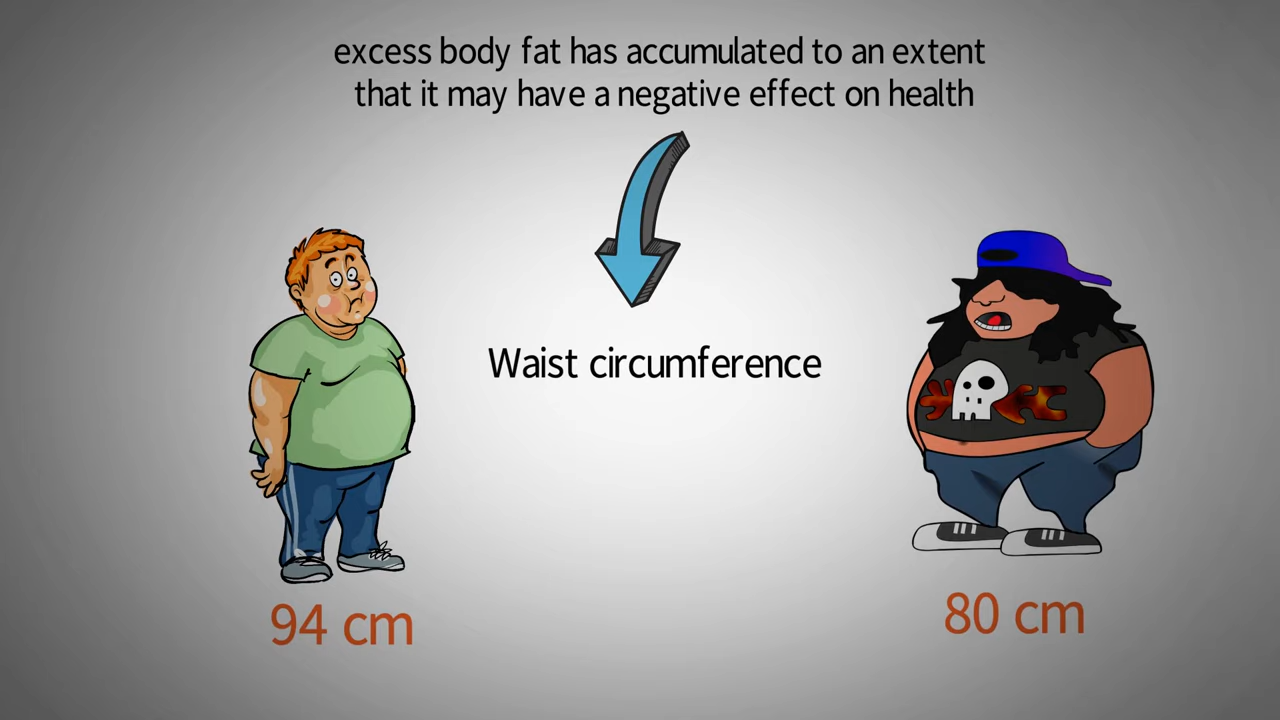 excess body fat has accumulated to an extent
that it may have a negative effect on health
Waist circumference
94 cm
80 cm